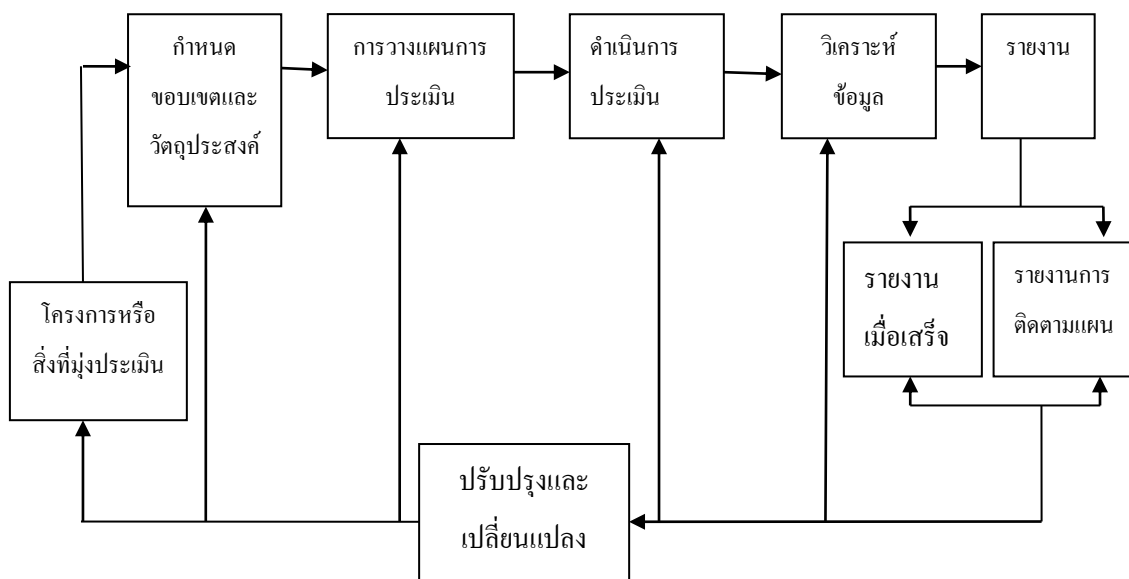 กำหนด
ขอบเขตและ
วัตถุประสงค์
การวางแผนการ
ประเมิน
ดำเนินการ
ประเมิน
วิเคราะห์
ข้อมูล
รายงาน
โครงการหรือ
สิ่งที่มุ่งประเมิน
รายงาน
เมื่อเสร็จ
รายงานการ
ติดตามแผน
ปรับปรุงและ
เปลี่ยนแปลง